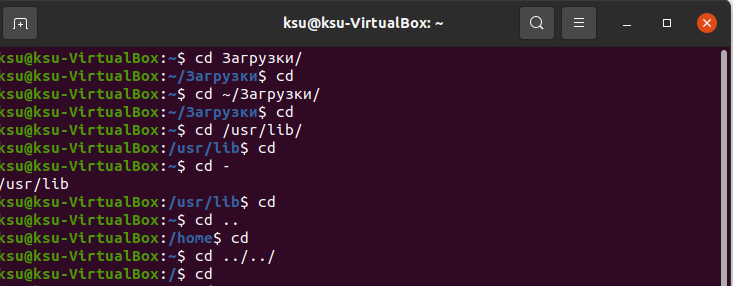 ksu@ksu-VirtualBox: ~
ksu@ksu-VirtualBox:~$ cd Загрузки/
ksu@ksu-VirtualBox:~/Загрузки$ cd
ksu@ksu-VirtualBox:~$ cd ~/Загрузки/
ksu@ksu-VirtualBox:~/Загрузки$ cd
ksu@ksu-VirtualBox:~$ cd /usr/lib/
ksu@ksu-VirtualBox:/usr/lib$ cd
ksu@ksu-VirtualBox:~$ cd -
/usr/lib
ksu@ksu-VirtualBox:/usr/lib$ cd
ksu@ksu-VirtualBox:~$ cd ..
ksu@ksu-VirtualBox:/home$ cd
ksu@ksu-VirtualBox:~$ cd ../../
ksu@ksu-VirtualBox:/$ cd